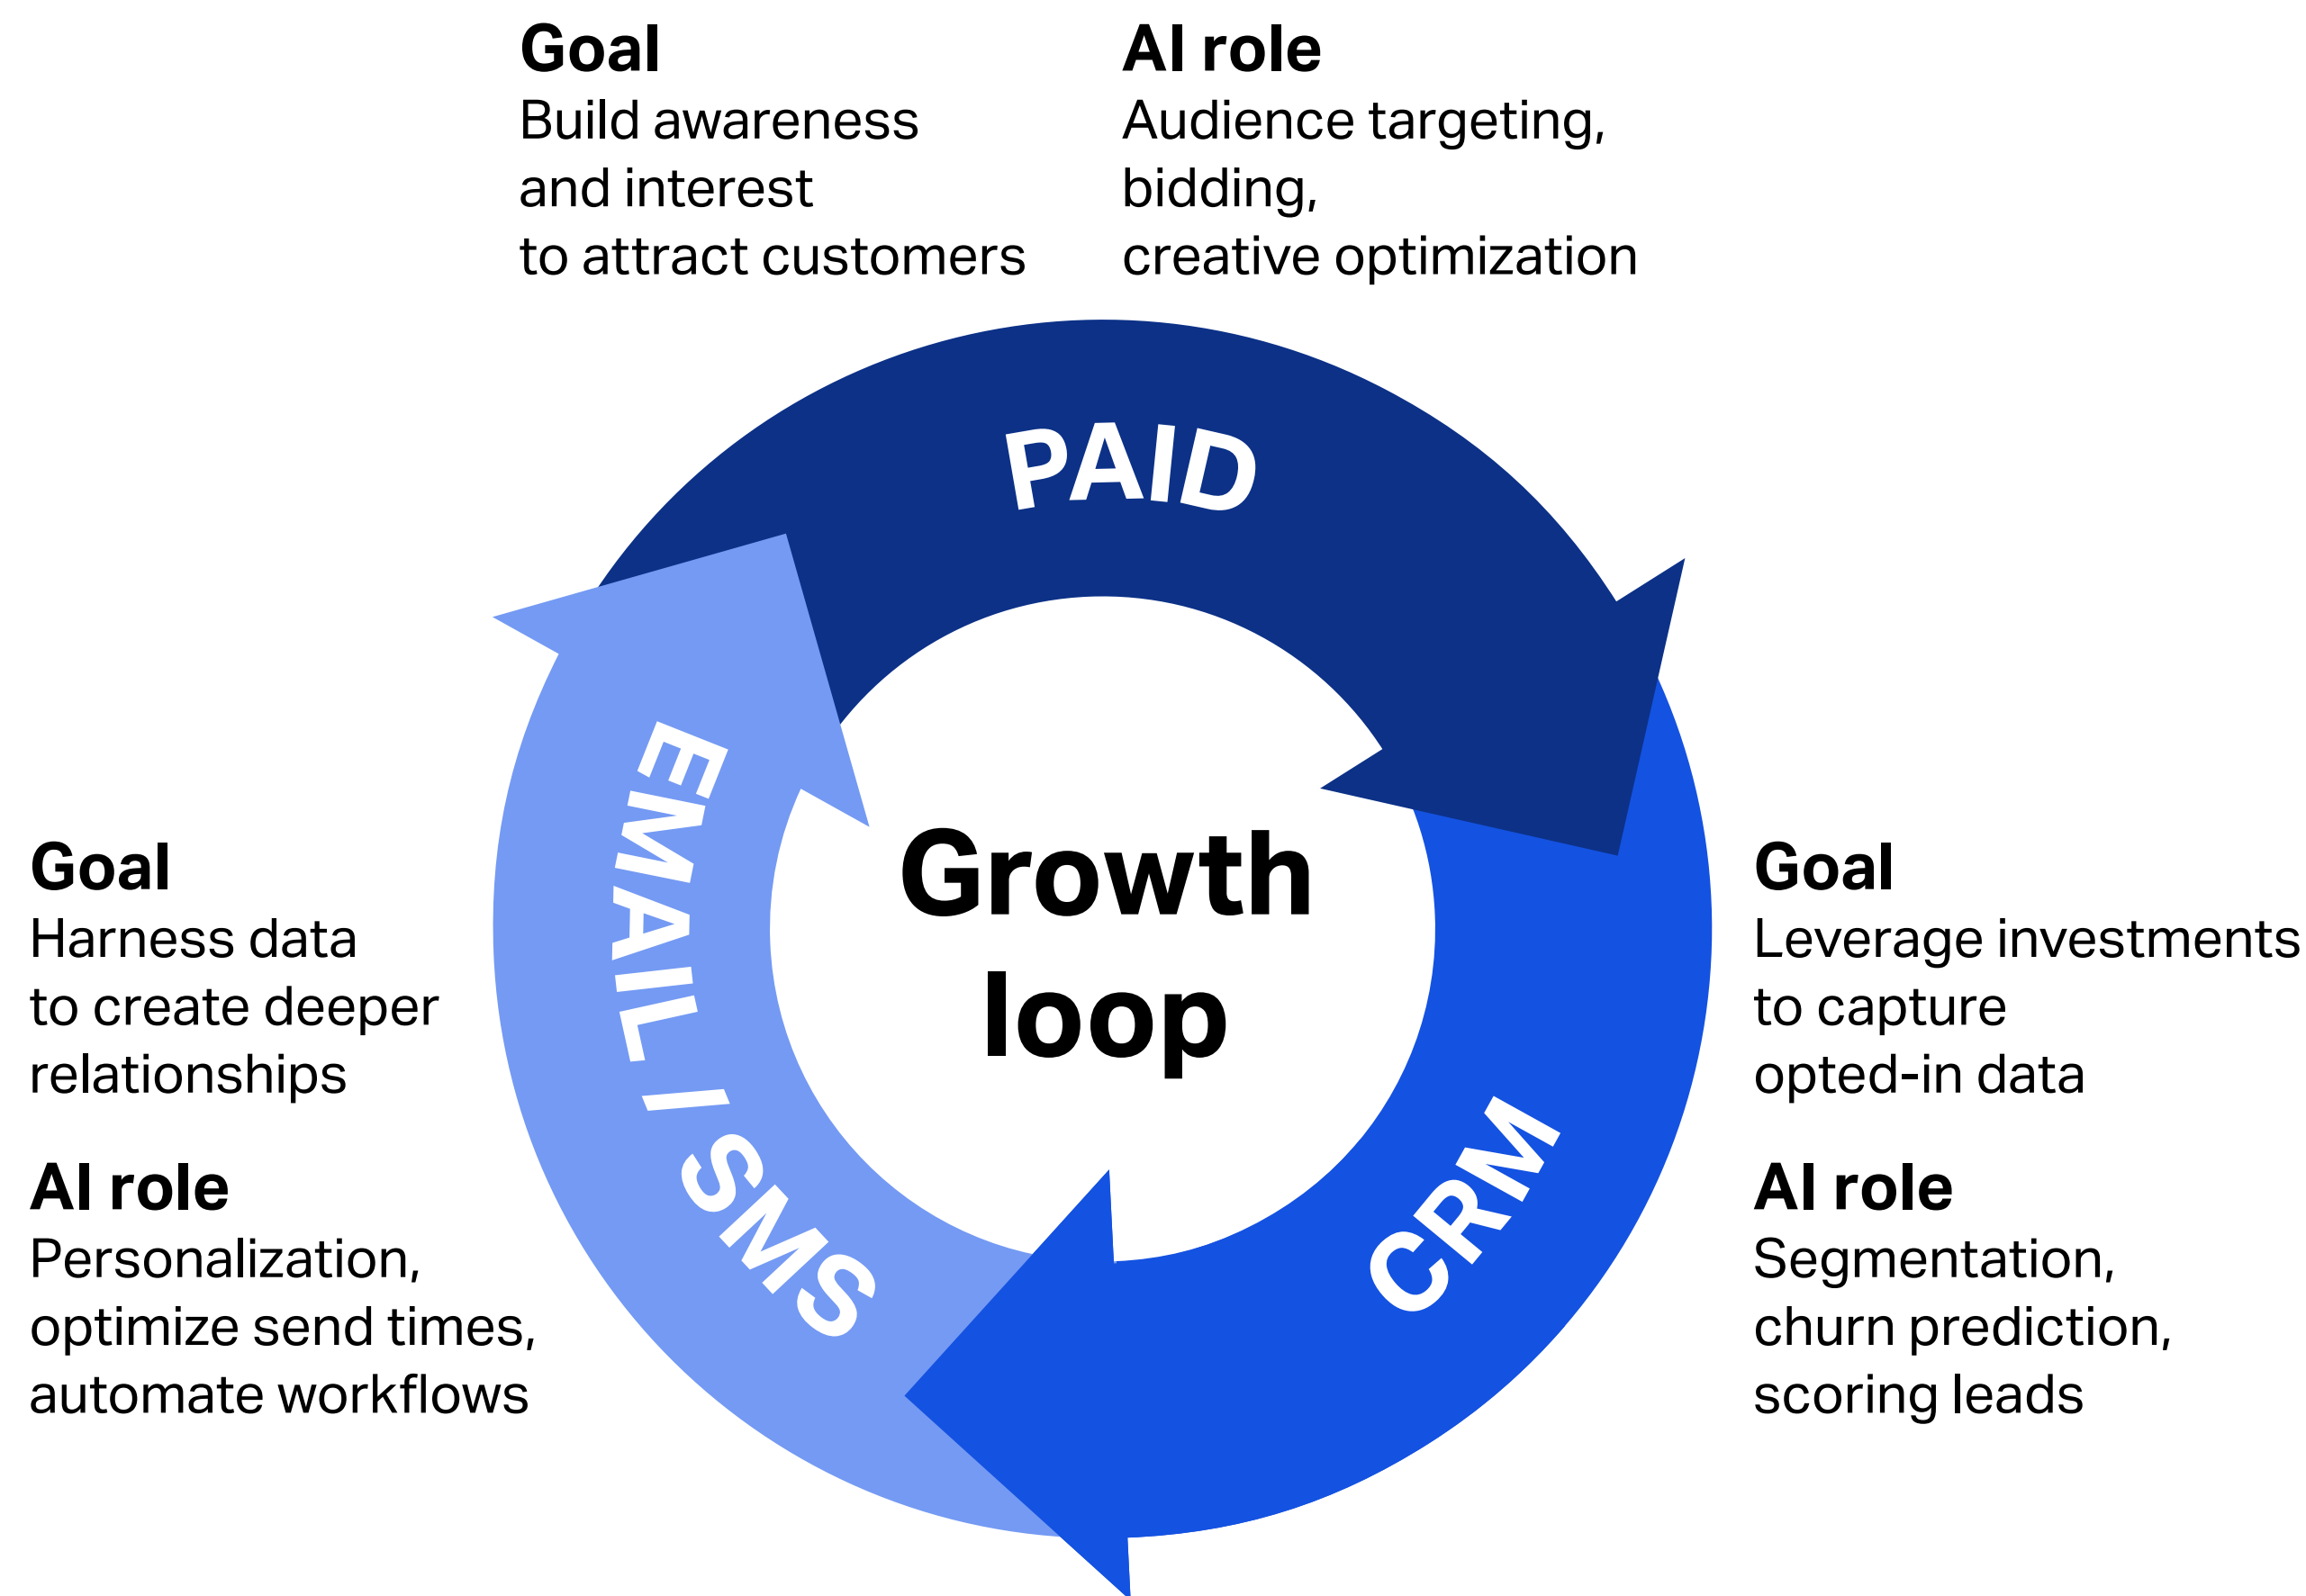 Goal
Build awareness
and interest
to attract customers
AI role
Audience targeting,
bidding,
creative optimization
PAID
Growth
loop
CRM
EMAIL / SMS
Goal
Leverage investments
to capture
opted-in data
AI role
Segmentation,
churn prediction,
scoring leads
Goal
Harness data
to create deeper
relationships
AI role
Personalization,
optimize send times,
automate workflows